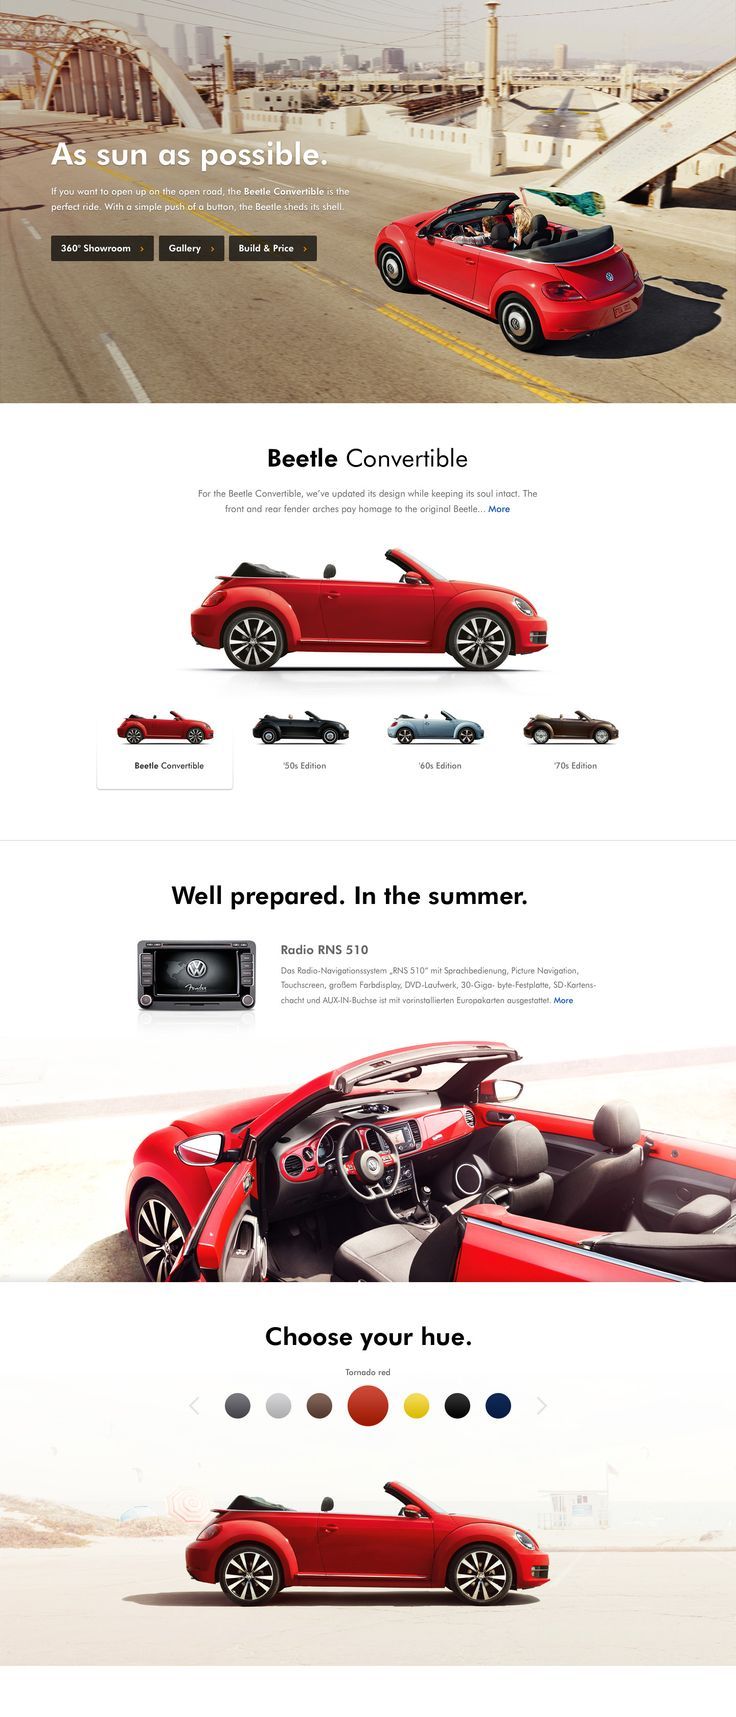 As sun as possible.
If you want to open up on the open road, the Beetle Convertible is the
perfect ride. With a simple push of a button, the Beetle sheds its shell.
360° Showroom › Gallery › Build & Price ›
Beetle Convertible
For the Beetle Convertible, we've updated its design while keeping its soul intact. The
front and rear fender arches pay homage to the original Beetle... More
Beetle Convertible
'50s Edition
'60s Edition
'70s Edition
Well prepared. In the summer.
Fender
Radio RNS 510
Das Radio-Navigationssystem „RNS 510" mit Sprachbedienung, Picture Navigation,
Touchscreen, großem Farbdisplay, DVD-Laufwerk, 30-Giga- byte-Festplatte, SD-Kartens-
chacht und AUX-IN-Buchse ist mit vorinstallierten Europakarten ausgestattet. More
Choose your hue.
Tornado red